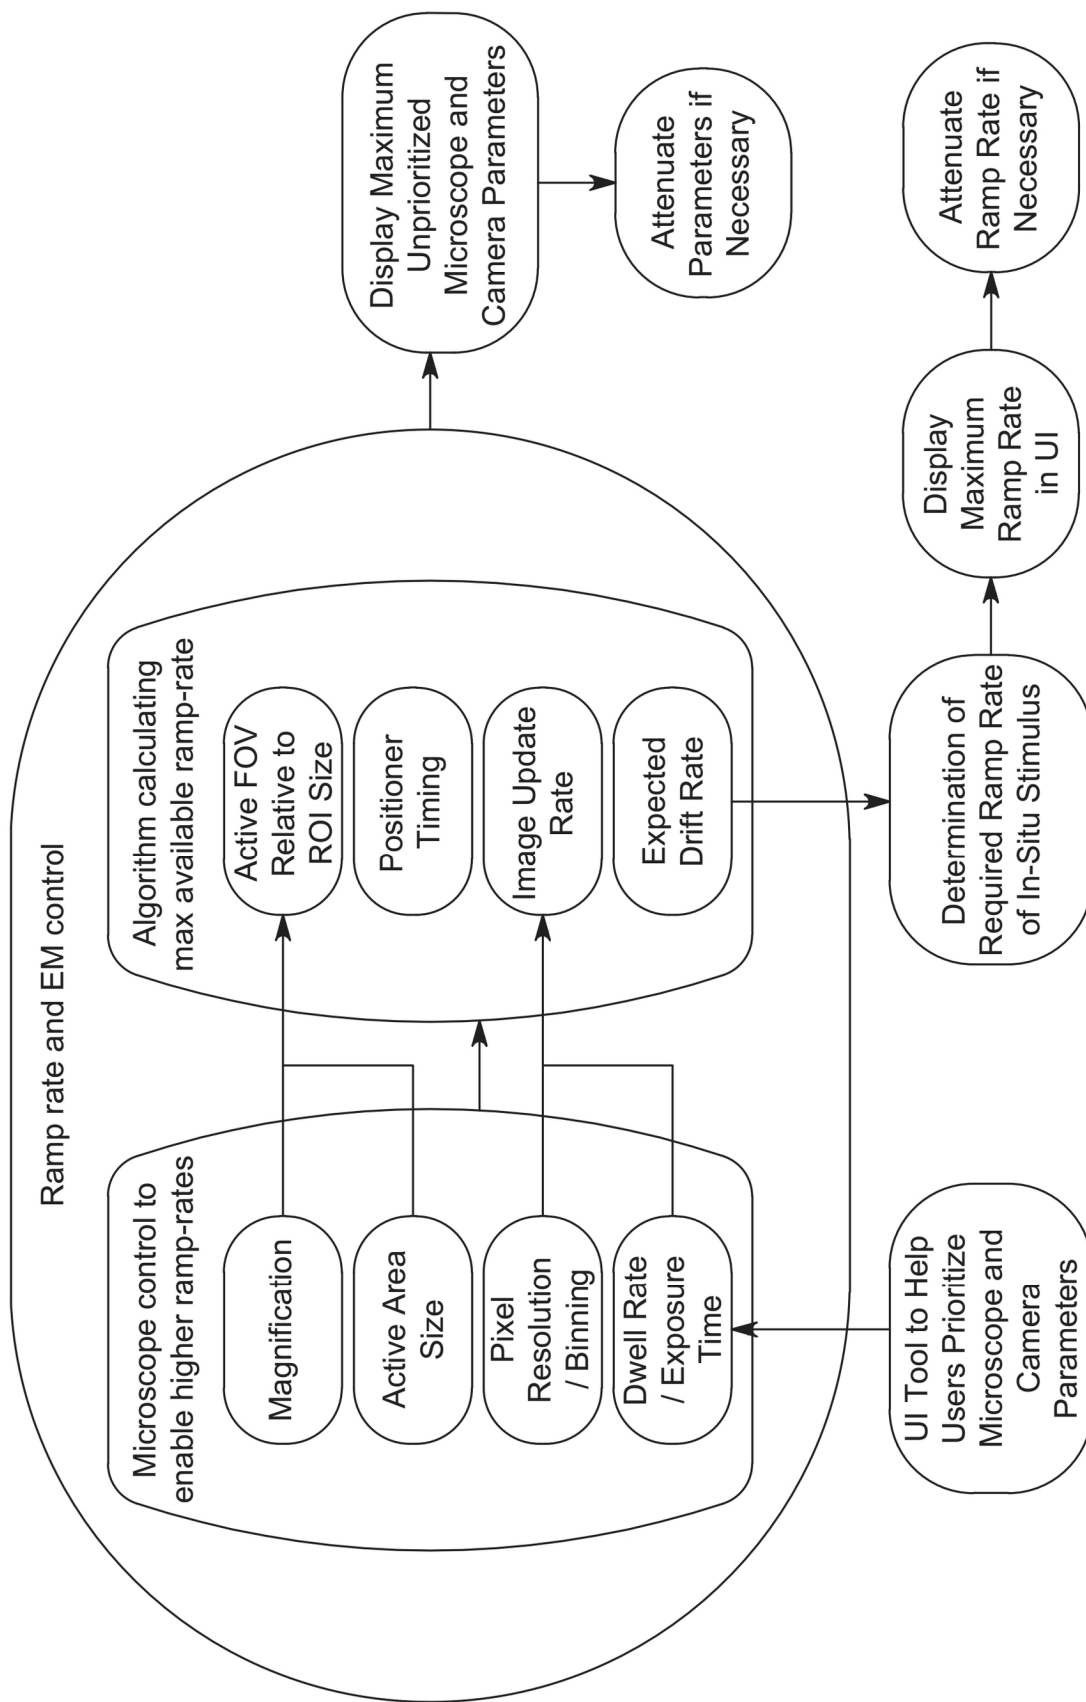 Ramp rate and EM control
Microscope control to
enable higher ramp-rates
Magnification
Active Area
Size
Pixel
Resolution
/ Binning
Dwell Rate
/ Exposure
Time
Algorithm calculating
max available ramp-rate
Active FOV
Relative to
ROI Size
Positioner
Timing
Image Update
Rate
Expected
Drift Rate
Display Maximum
Unprioritized
Microscope and
Camera Parameters
Attenuate
Parameters if
Necessary
UI Tool to Help
Users Prioritize
Microscope and
Camera
Parameters
Determination of
Required Ramp Rate
of In-Situ Stimulus
Display
Maximum
Ramp Rate
in UI
Attenuate
Ramp Rate if
Necessary